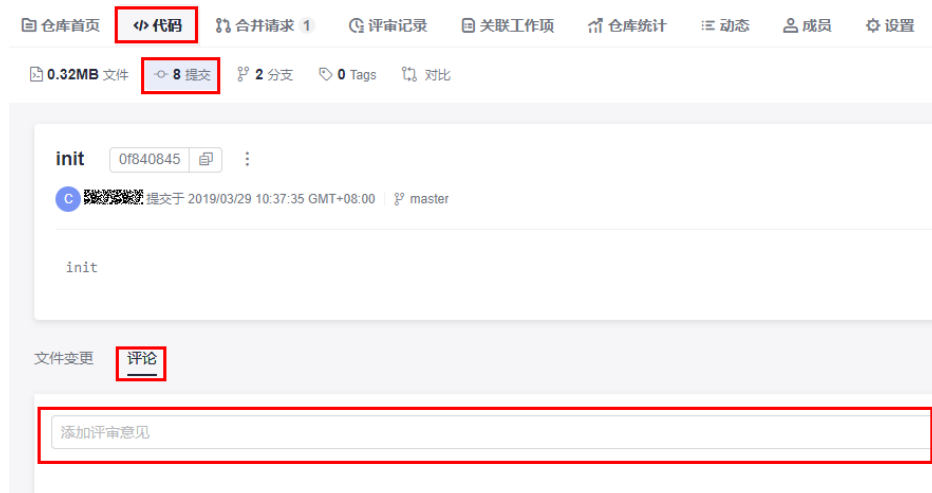 仓库首页 </> 代码 合并请求 1 评审记录 关联工作项 仓库统计 动态 成员 设置
0.32MB 文件 8 提交 2 分支 0 Tags 对比
init 0f840845
C 提交于 2019/03/29 10:37:35 GMT+08:00 master
init
文件变更 评论
添加评审意见